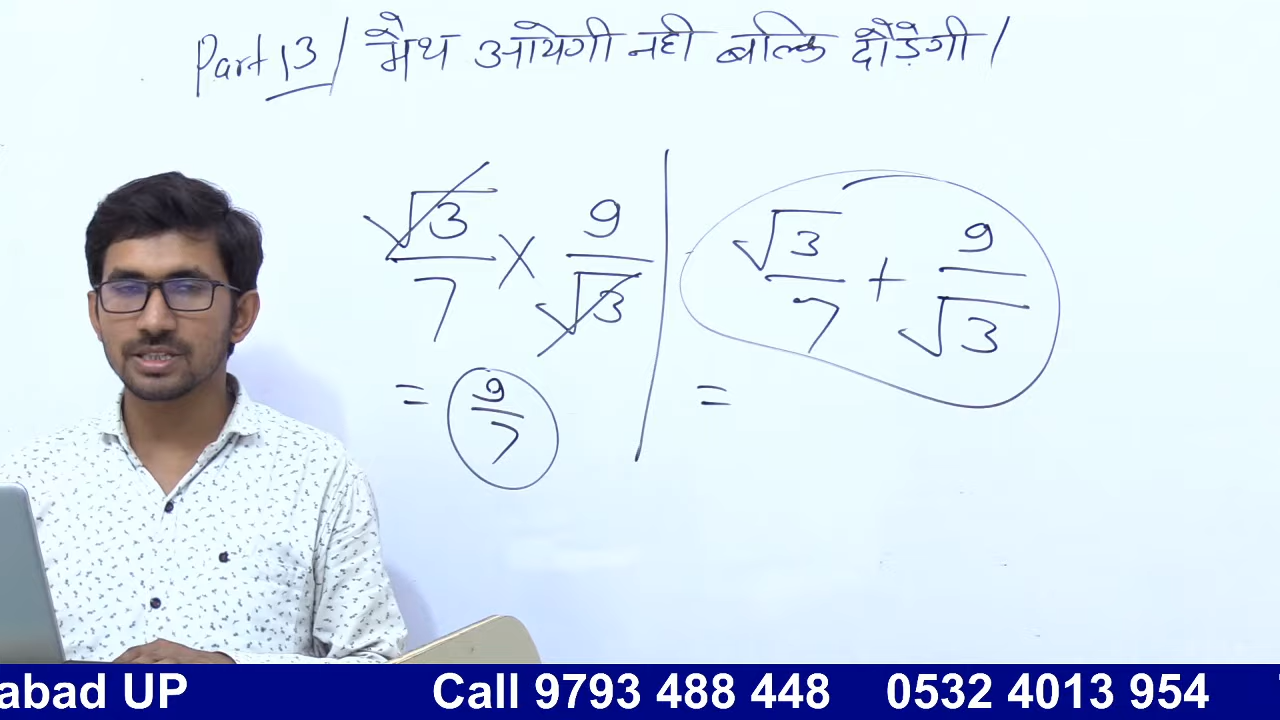 Part 13/ मैथ आयेगी नही बल्कि दौड़ेगी/
√3/7 × 9/√3
= 9/7
√3/7 + 9/√3
=
abad UP Call 9793 488 448 0532 4013 954